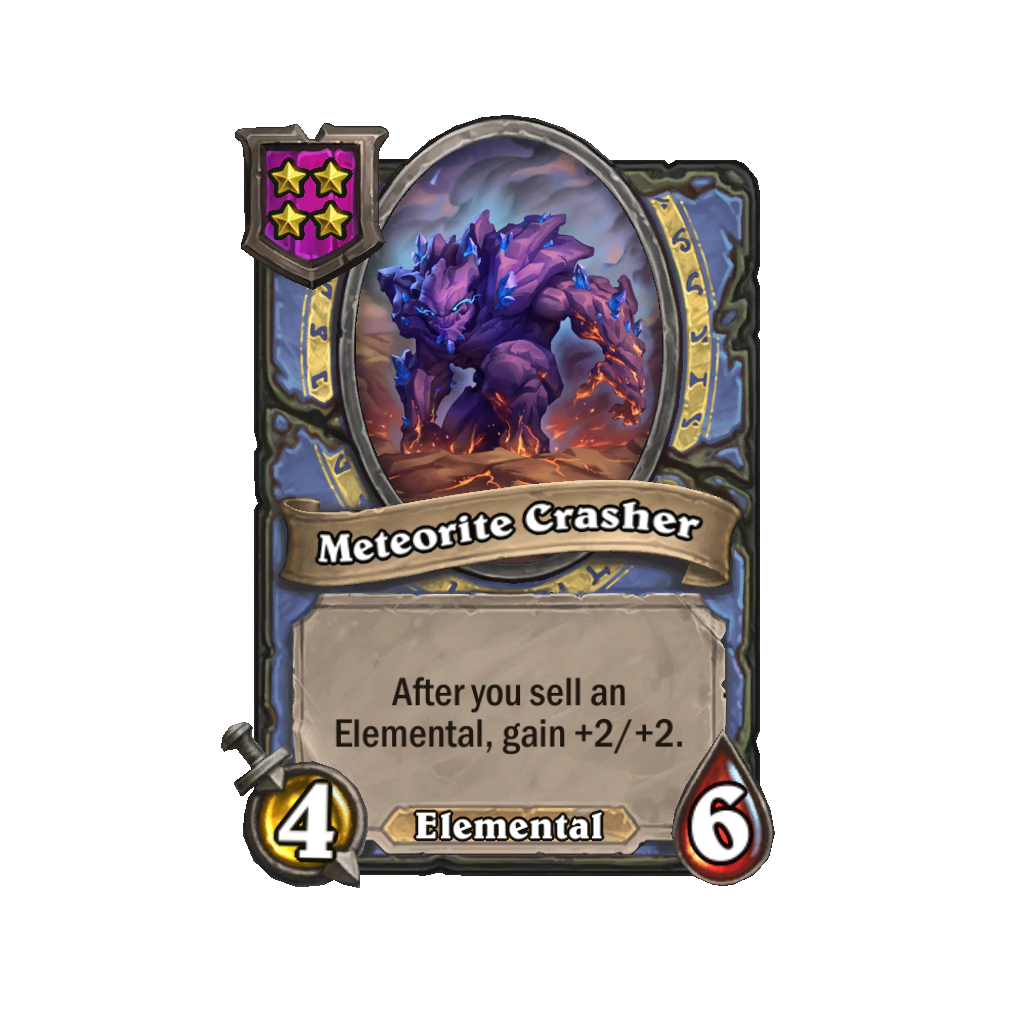 Meteorite Crasher
After you sell an
Elemental, gain +2/+2.
4
Elemental
6